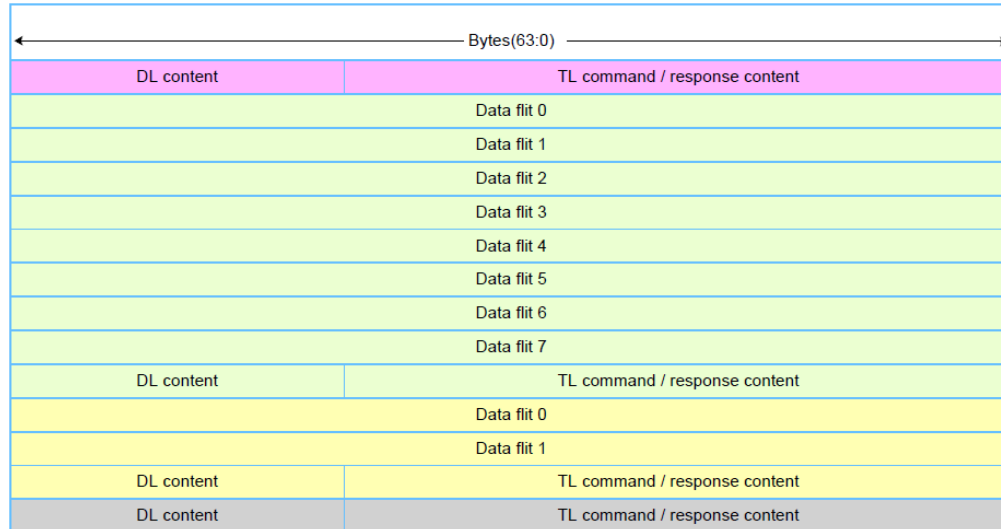 Bytes(63:0)
DL content TL command / response content
Data flit 0
Data flit 1
Data flit 2
Data flit 3
Data flit 4
Data flit 5
Data flit 6
Data flit 7
DL content TL command / response content
Data flit 0
Data flit 1
DL content TL command / response content
DL content TL command / response content